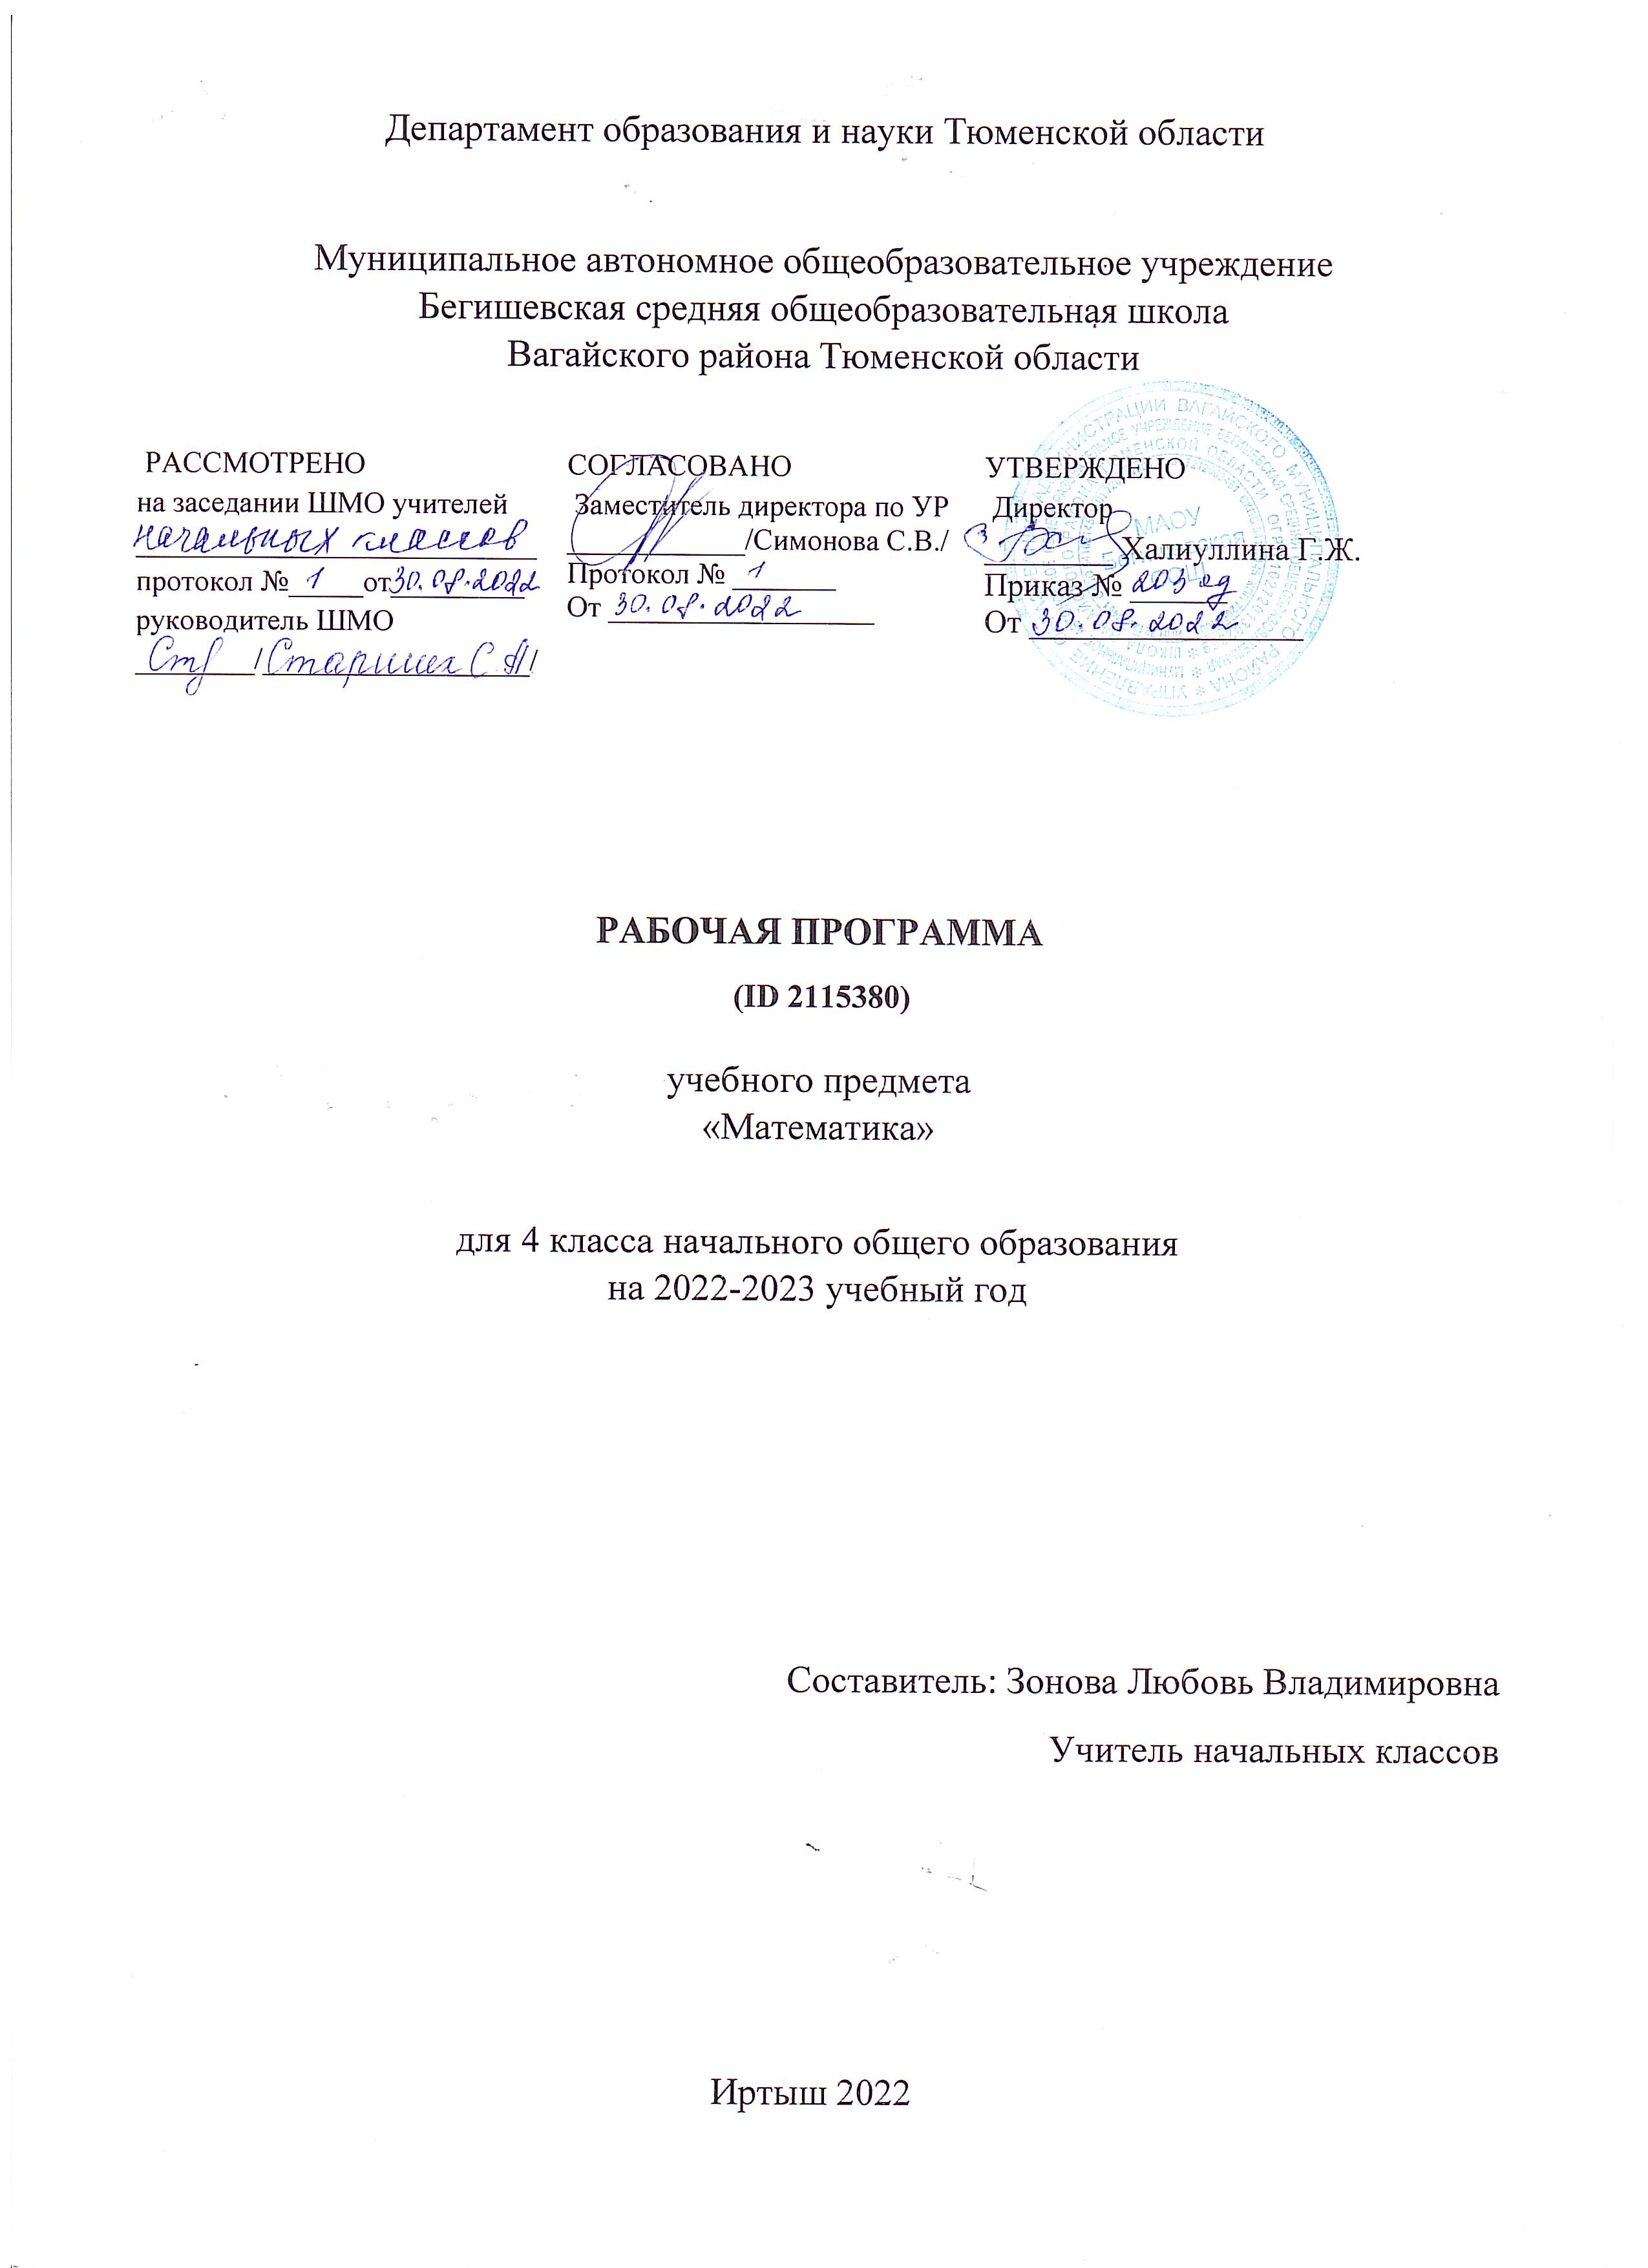 Департамент образования и науки Тюменской области
Муниципальное автономное общеобразовательное учреждение
Бегишевская средняя общеобразовательная школа
Вагайского района Тюменской области
РАССМОТРЕНО
на заседании ШМО учителей
начальных классов
протокол № 1 от 30.08.2022
руководитель ШМО
/ Старших С.А /
СОГЛАСОВАНО
Заместитель директора по УР
/Симонова С.В./
Протокол № 1
От 30.08.2022
УТВЕРЖДЕНО
Директор
Халиуллина Г.Ж.
Приказ № 203 од
От 30.08.2022
МАОУ
РАБОЧАЯ ПРОГРАММА
(ID 2115380)
учебного предмета
«Математика»
для 4 класса начального общего образования
на 2022-2023 учебный год
Составитель: Зонова Любовь Владимировна
Учитель начальных классов
Иртыш 2022